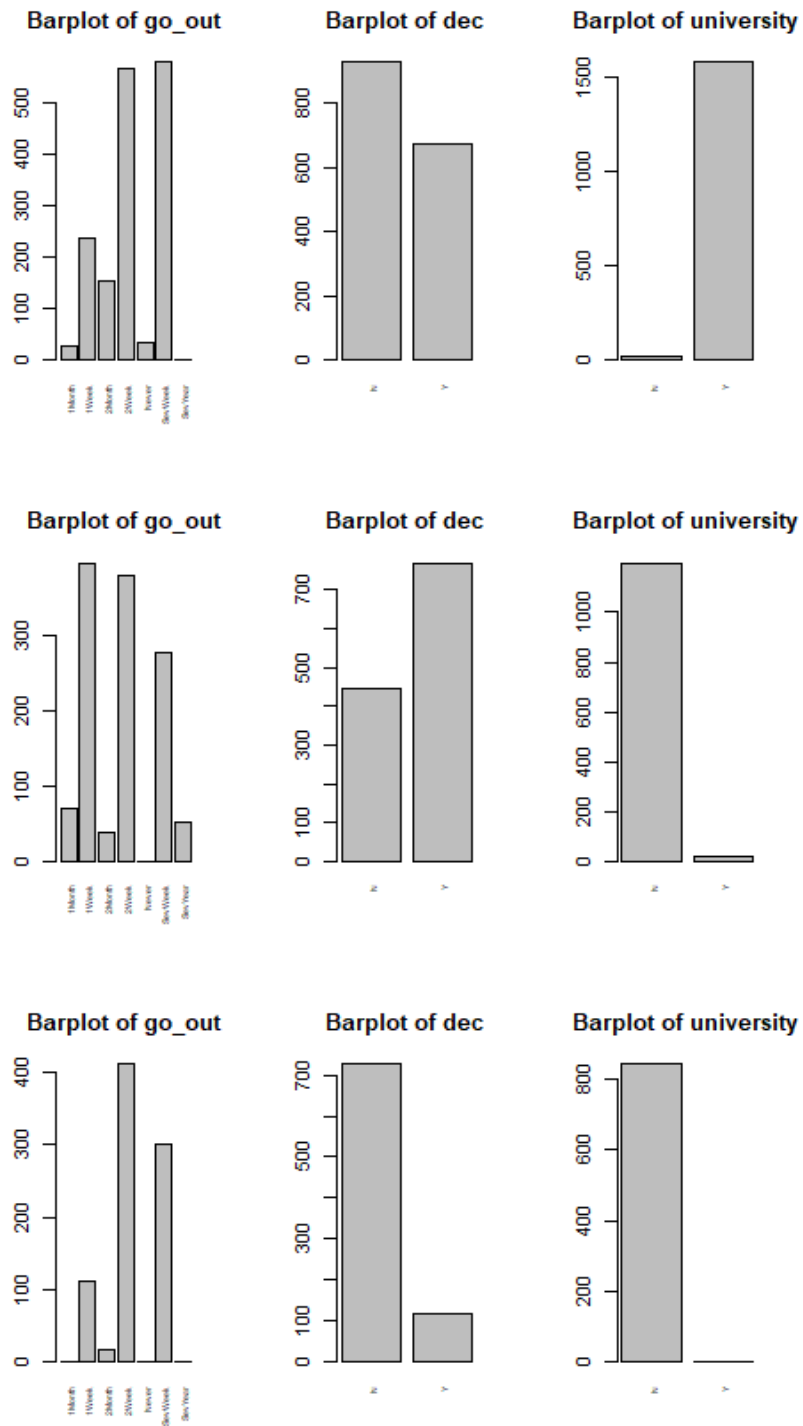 Barplot of go_out
500
400
300
200
100
0
1Month
1Week
2Month
2Week
Never
SevWeek
SevYear
Barplot of dec
800
600
400
200
0
N
Y
Barplot of university
1500
1000
500
0
N
Y
Barplot of go_out
300
200
100
0
1Month
1Week
2Month
2Week
Never
SevWeek
SevYear
Barplot of dec
700
500
300
100
0
N
Y
Barplot of university
1000
800
600
400
200
0
N
Y
Barplot of go_out
400
300
200
100
0
1Month
1Week
2Month
2Week
Never
SevWeek
SevYear
Barplot of dec
700
500
300
100
0
N
Y
Barplot of university
800
600
400
200
0
N
Y